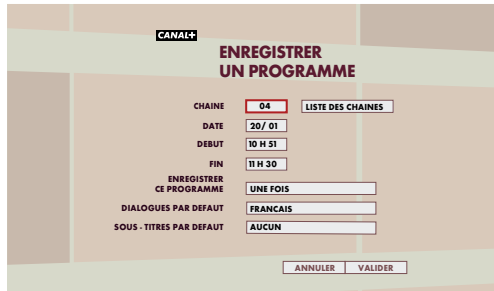 CANAL+
ENREGISTRER
UN PROGRAMME
CHAINE 04 LISTE DES CHAINES
DATE 20/ 01
DEBUT 10 H 51
FIN 11 H 30
ENREGISTRER
CE PROGRAMME UNE FOIS
DIALOGUES PAR DEFAUT FRANCAIS
SOUS - TITRES PAR DEFAUT AUCUN
ANNULER VALIDER